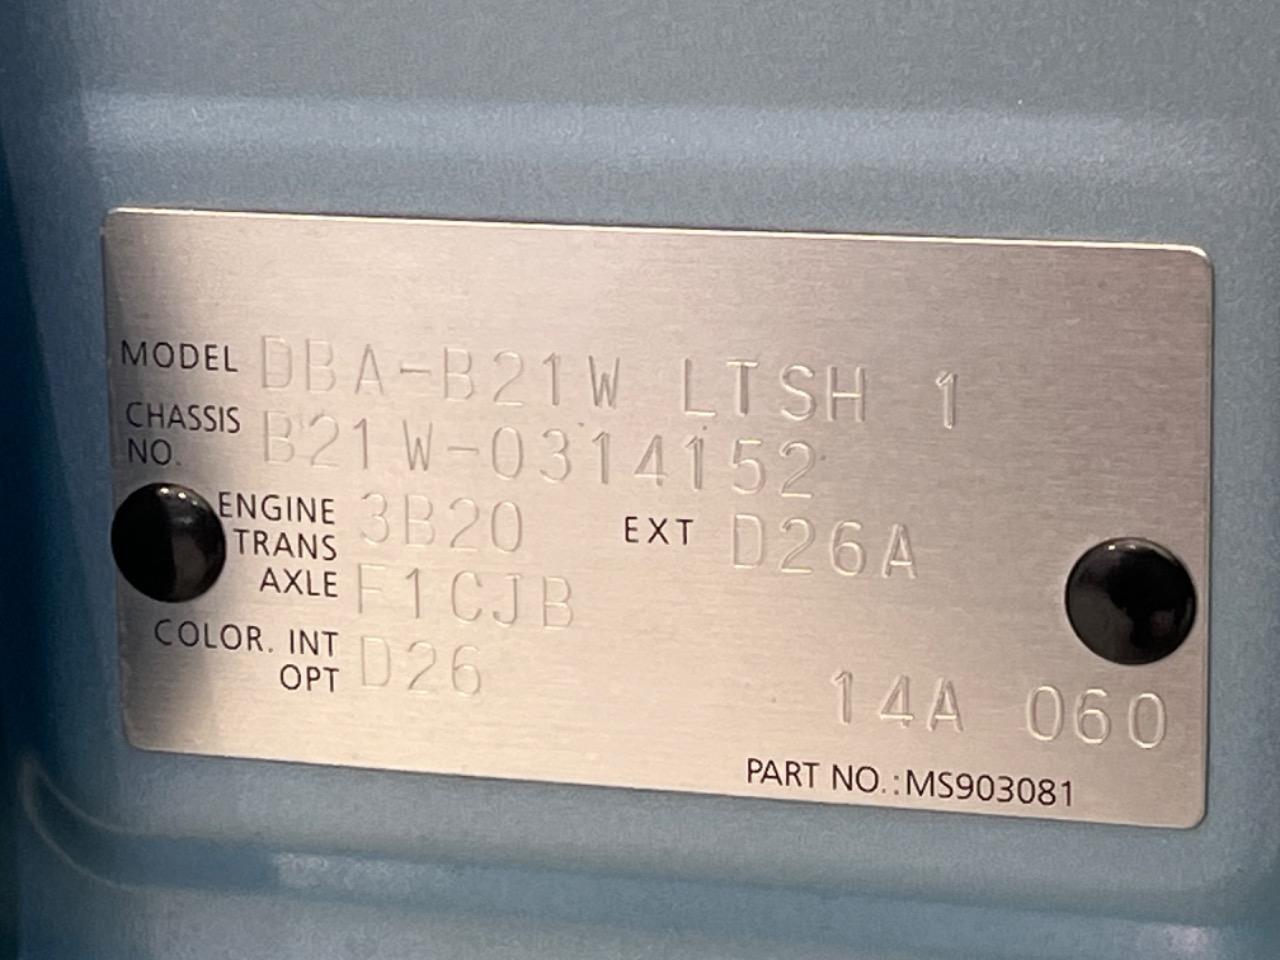 MODEL DBA-B21W LTSH 1
CHASSIS NO. B21W-0314152
ENGINE 3B20 EXT D26A
TRANS AXLE F1CJB
COLOR. INT OPT D26
14A 060
PART NO.:MS903081